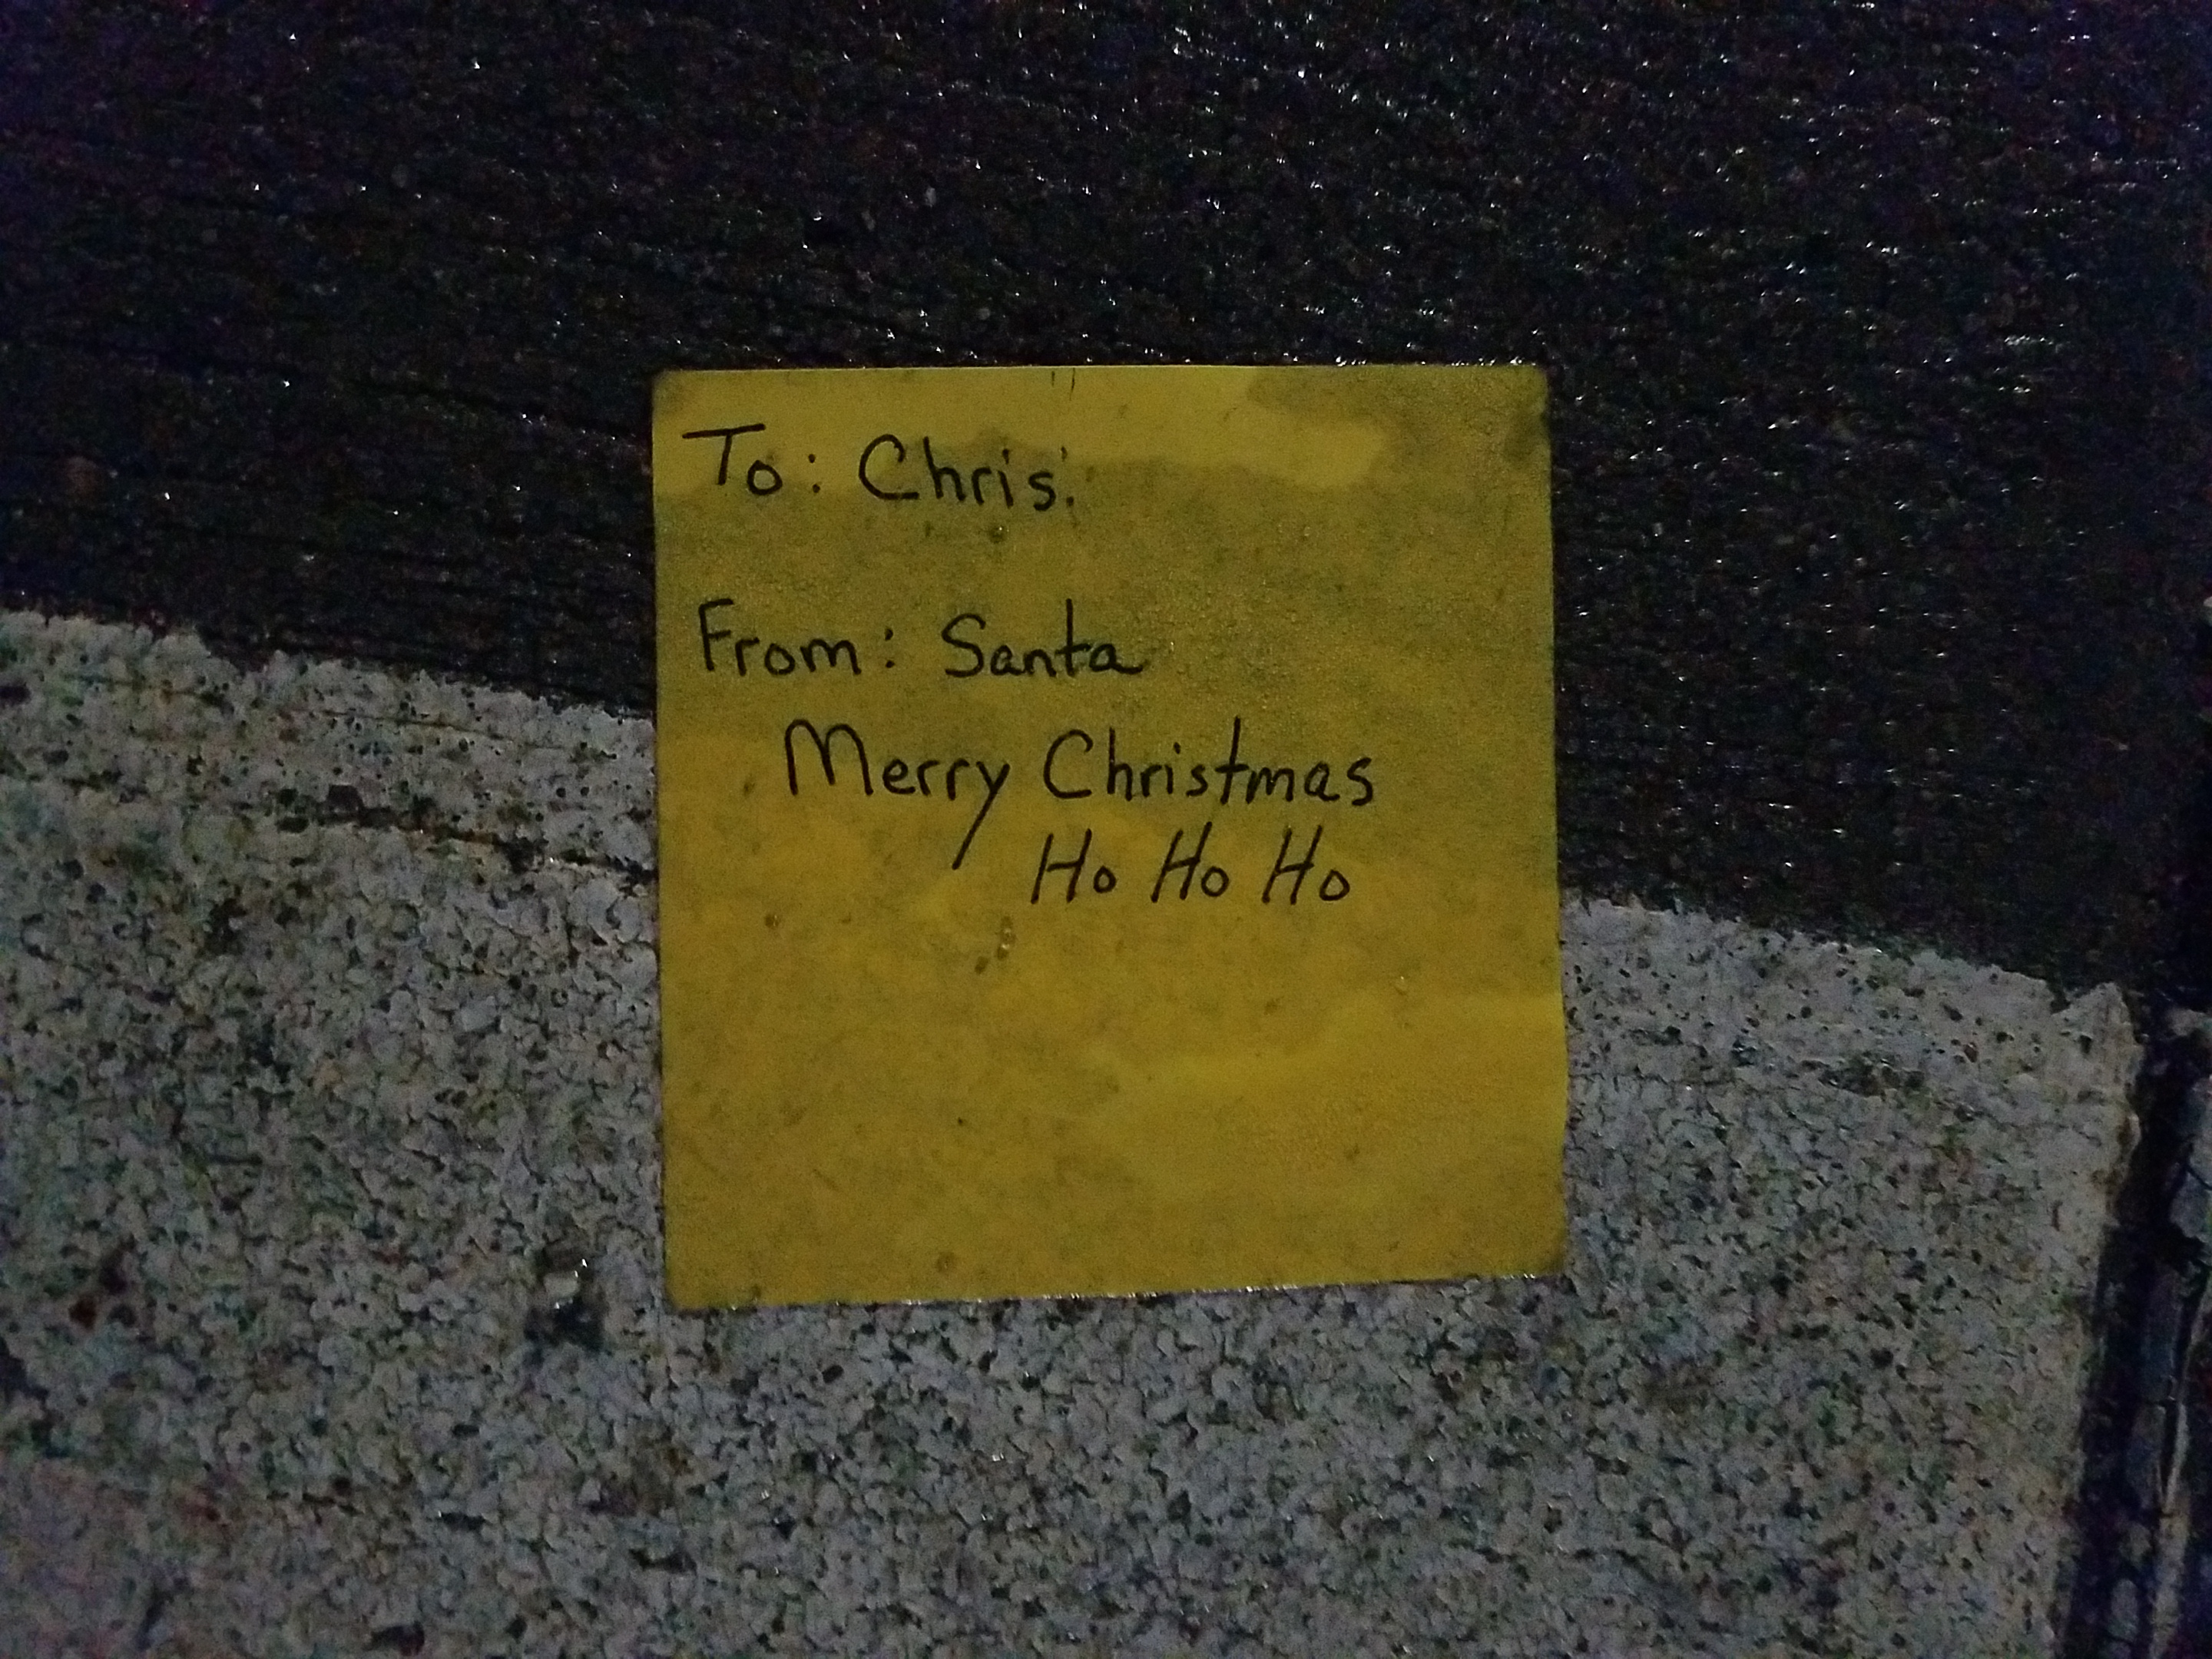 To: Chris:
From: Santa
Merry Christmas
Ho Ho Ho